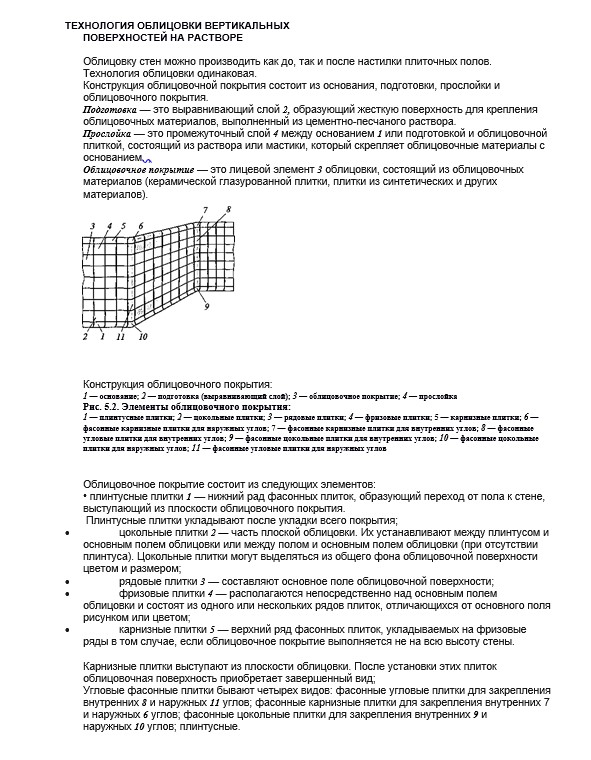 ТЕХНОЛОГИЯ ОБЛИЦОВКИ ВЕРТИКАЛЬНЫХ
ПОВЕРХНОСТЕЙ НА РАСТВОРЕ
Облицовку стен можно производить как до, так и после настилки плиточных полов.
Технология облицовки одинаковая.
Конструкция облицовочной покрытия состоит из основания, подготовки, прослойки и
облицовочного покрытия.
Подготовка — это выравнивающий слой 2, образующий жесткую поверхность для крепления
облицовочных материалов, выполненный из цементно-песчаного раствора.
Прослойка — это промежуточный слой 4 между основанием 1 или подготовкой и облицовочной
плиткой, состоящий из раствора или мастики, который скрепляет облицовочные материалы с
основанием.
Облицовочное покрытие — это лицевой элемент 3 облицовки, состоящий из облицовочных
материалов (керамической глазурованной плитки, плитки из синтетических и других
материалов).
3 4 5 6 7 8
2 1 11 10 9
Конструкция облицовочного покрытия:
1 — основание; 2 — подготовка (выравнивающий слой); 3 — облицовочное покрытие; 4 — прослойка
Рис. 5.2. Элементы облицовочного покрытия:
1 — плинтусные плитки; 2 — цокольные плитки; 3 — рядовые плитки; 4 — фризовые плитки; 5 — карнизные плитки; 6 —
фасонные карнизные плитки для наружных углов; 7 — фасонные карнизные плитки для внутренних углов; 8 — фасонные
угловые плитки для внутренних углов; 9 — фасонные цокольные плитки для внутренних углов; 10 — фасонные цокольные
плитки для наружных углов; 11 — фасонные угловые плитки для наружных углов
Облицовочное покрытие состоит из следующих элементов:
• плинтусные плитки 1 — нижний рад фасонных плиток, образующий переход от пола к стене,
выступающий из плоскости облицовочного покрытия.
Плинтусные плитки укладывают после укладки всего покрытия;
• цокольные плитки 2 — часть плоской облицовки. Их устанавливают между плинтусом и
основным полем облицовки или между полом и основным полем облицовки (при отсутствии
плинтуса). Цокольные плитки могут выделяться из общего фона облицовочной поверхности
цветом и размером;
• рядовые плитки 3 — составляют основное поле облицовочной поверхности;
• фризовые плитки 4 — располагаются непосредственно над основным полем
облицовки и состоят из одного или нескольких рядов плиток, отличающихся от основного поля
рисунком или цветом;
• карнизные плитки 5 — верхний ряд фасонных плиток, укладываемых на фризовые
ряды в том случае, если облицовочное покрытие выполняется не на всю высоту стены.
Карнизные плитки выступают из плоскости облицовки. После установки этих плиток
облицовочная поверхность приобретает завершенный вид;
Угловые фасонные плитки бывают четырех видов: фасонные угловые плитки для закрепления
внутренних 8 и наружных 11 углов; фасонные карнизные плитки для закрепления внутренних 7
и наружных 6 углов; фасонные цокольные плитки для закрепления внутренних 9 и
наружных 10 углов; плинтусные.